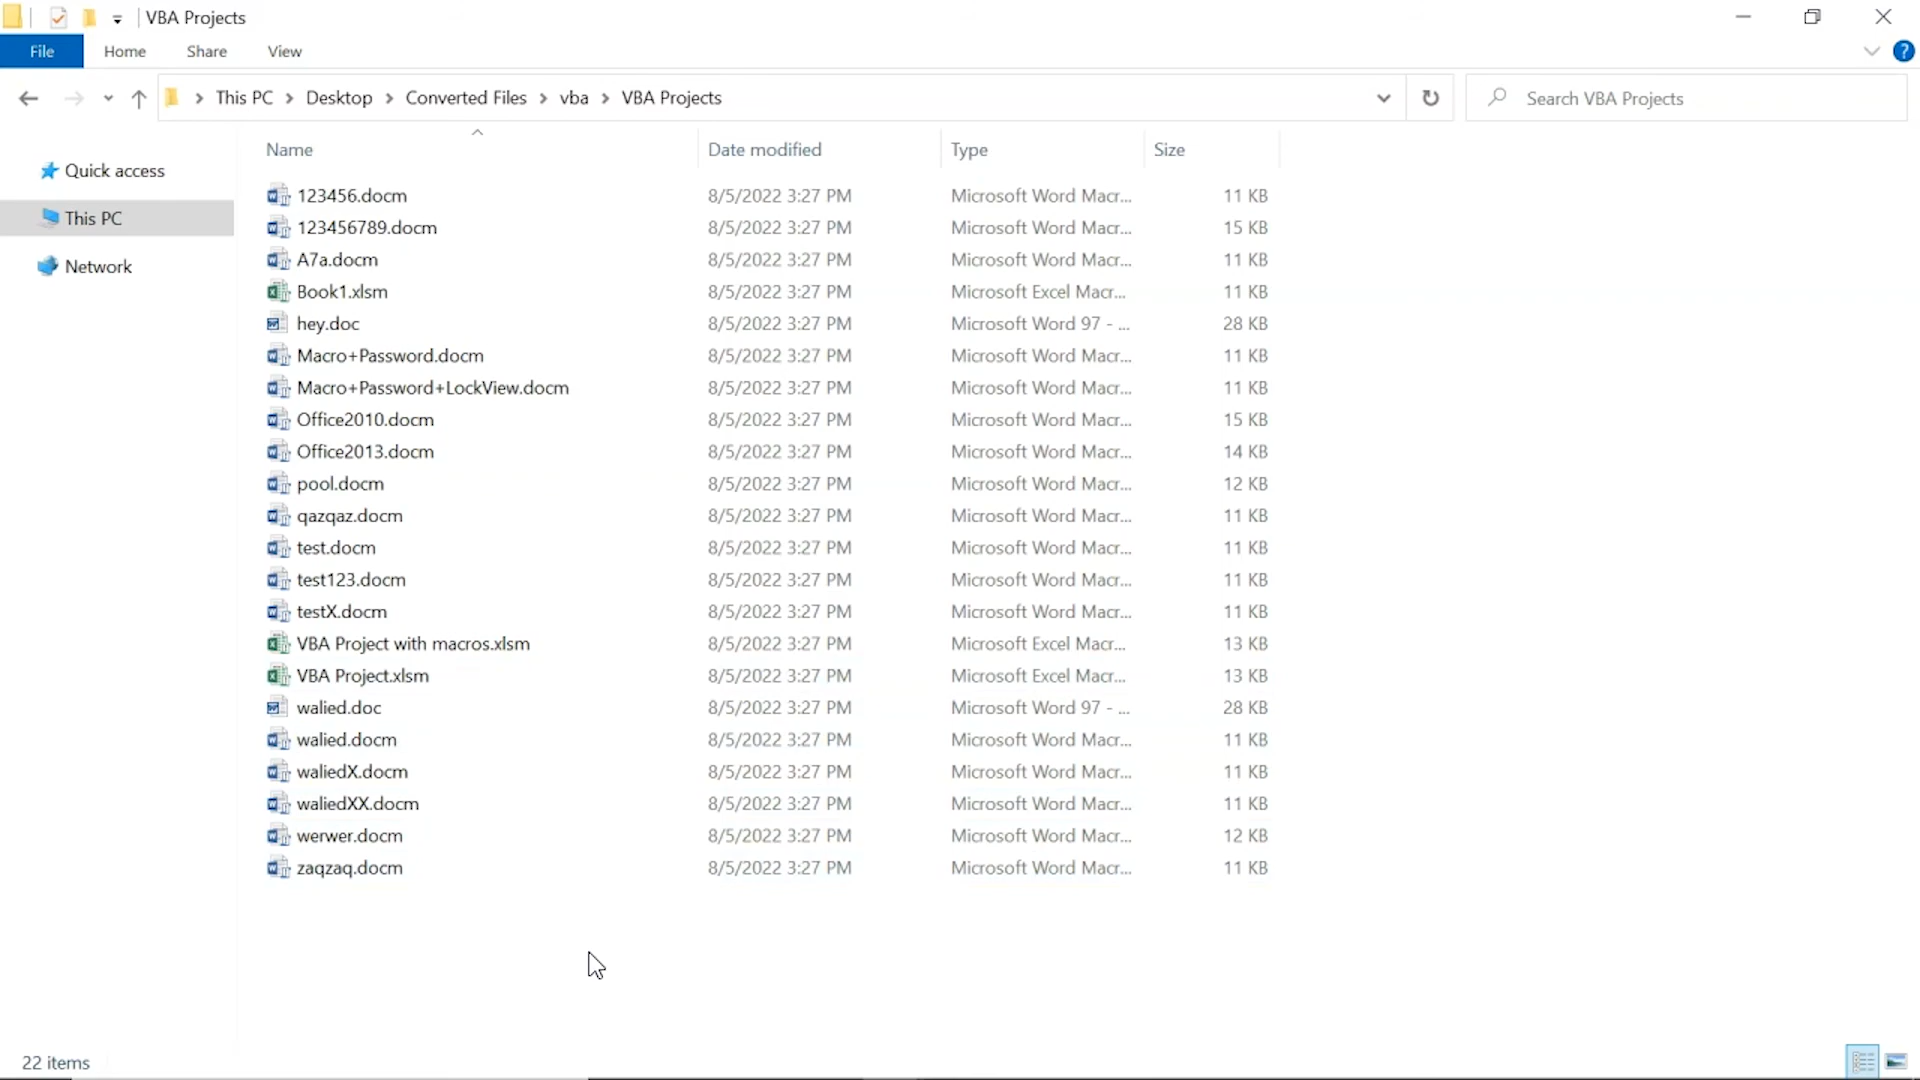 VBA Projects
File Home Share View
This PC Desktop Converted Files vba VBA Projects Search VBA Projects
Quick access
This PC
Network
Name Date modified Type Size
123456.docm 8/5/2022 3:27 PM Microsoft Word Macr... 11 KB
123456789.docm 8/5/2022 3:27 PM Microsoft Word Macr... 15 KB
A7a.docm 8/5/2022 3:27 PM Microsoft Word Macr... 11 KB
Book1.xlsm 8/5/2022 3:27 PM Microsoft Excel Macr... 11 KB
hey.doc 8/5/2022 3:27 PM Microsoft Word 97 - ... 28 KB
Macro+Password.docm 8/5/2022 3:27 PM Microsoft Word Macr... 11 KB
Macro+Password+LockView.docm 8/5/2022 3:27 PM Microsoft Word Macr... 11 KB
Office2010.docm 8/5/2022 3:27 PM Microsoft Word Macr... 15 KB
Office2013.docm 8/5/2022 3:27 PM Microsoft Word Macr... 14 KB
pool.docm 8/5/2022 3:27 PM Microsoft Word Macr... 12 KB
qazqaz.docm 8/5/2022 3:27 PM Microsoft Word Macr... 11 KB
test.docm 8/5/2022 3:27 PM Microsoft Word Macr... 11 KB
test123.docm 8/5/2022 3:27 PM Microsoft Word Macr... 11 KB
testX.docm 8/5/2022 3:27 PM Microsoft Word Macr... 11 KB
VBA Project with macros.xlsm 8/5/2022 3:27 PM Microsoft Excel Macr... 13 KB
VBA Project.xlsm 8/5/2022 3:27 PM Microsoft Excel Macr... 13 KB
walied.doc 8/5/2022 3:27 PM Microsoft Word 97 - ... 28 KB
walied.docm 8/5/2022 3:27 PM Microsoft Word Macr... 11 KB
waliedX.docm 8/5/2022 3:27 PM Microsoft Word Macr... 11 KB
waliedXX.docm 8/5/2022 3:27 PM Microsoft Word Macr... 11 KB
werwer.docm 8/5/2022 3:27 PM Microsoft Word Macr... 12 KB
zaqzaq.docm 8/5/2022 3:27 PM Microsoft Word Macr... 11 KB
22 items